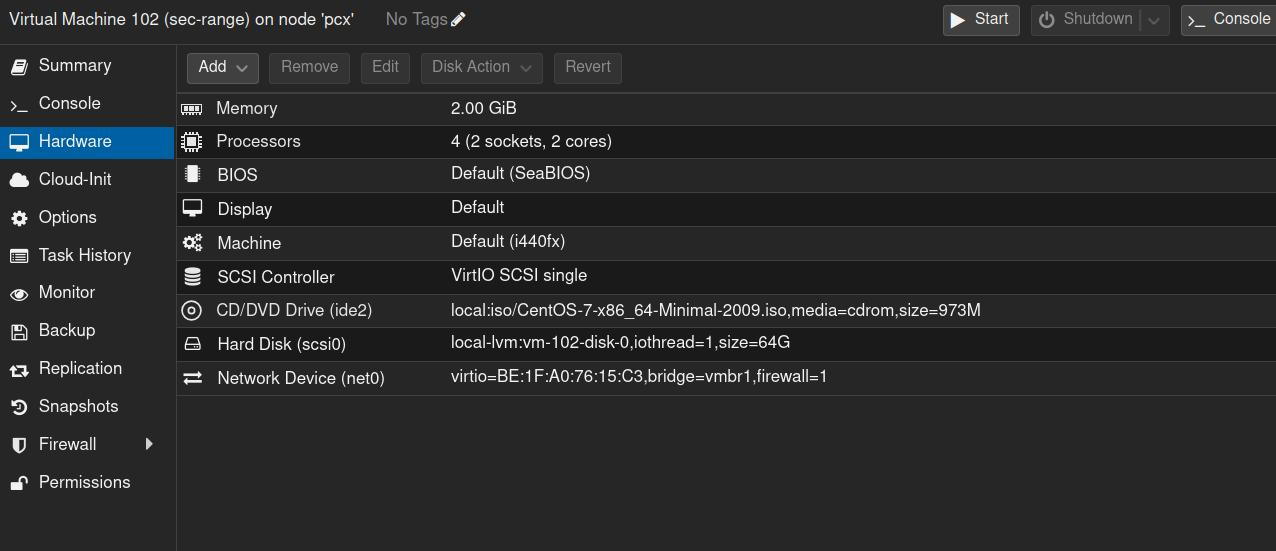 Virtual Machine 102 (sec-range) on node 'pcx' No Tags Start Shutdown Console
Summary
Console
Hardware
Cloud-Init
Options
Task History
Monitor
Backup
Replication
Snapshots
Firewall
Permissions
Add Remove Edit Disk Action Revert
Memory 2.00 GiB
Processors 4 (2 sockets, 2 cores)
BIOS Default (SeaBIOS)
Display Default
Machine Default (i440fx)
SCSI Controller VirtIO SCSI single
CD/DVD Drive (ide2) local:iso/CentOS-7-x86_64-Minimal-2009.iso,media=cdrom,size=973M
Hard Disk (scsi0) local-lvm:vm-102-disk-0,iothread=1,size=64G
Network Device (net0) virtio=BE:1F:A0:76:15:C3,bridge=vmbr1,firewall=1